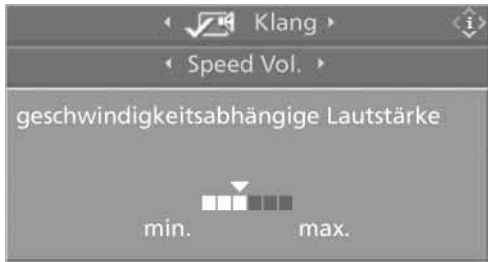 Klang
Speed Vol.
geschwindigkeitsabhängige Lautstärke
min. max.